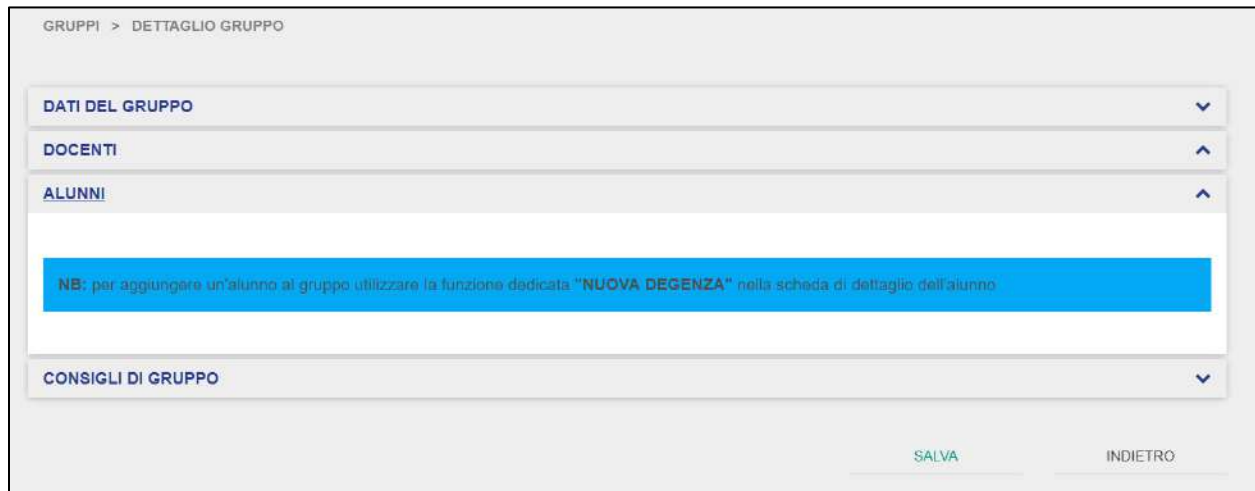 GRUPPI > DETTAGLIO GRUPPO
DATI DEL GRUPPO
DOCENTI
ALUNNI
NB: per aggiungere un'alunno al gruppo utilizzare la funzione dedicata "NUOVA DEGENZA" nella scheda di dettaglio dell'alunno
CONSIGLI DI GRUPPO
SALVA INDIETRO